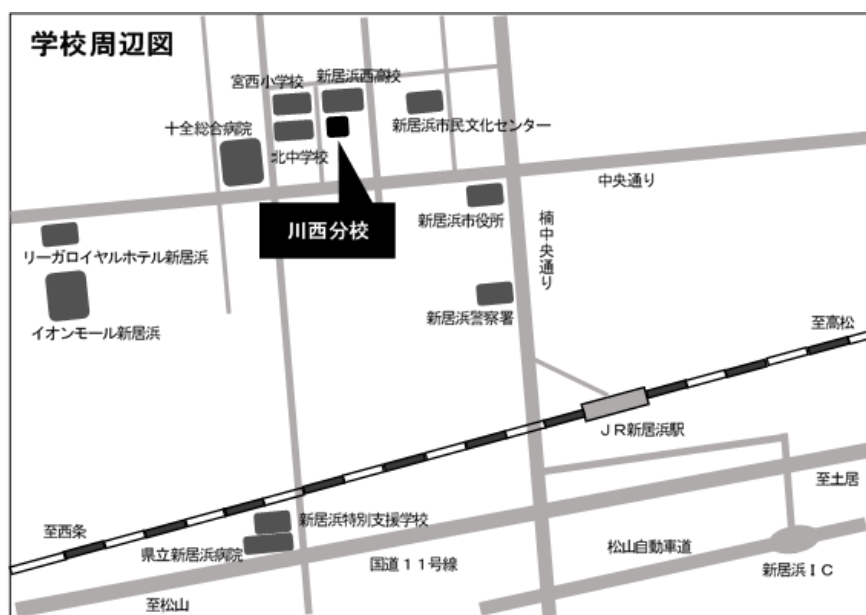 学校周辺図
宮西小学校
新居浜西高校
十全総合病院
北中学校
新居浜市民文化センター
中央通り
川西分校
新居浜市役所
楠中央通り
リーガロイヤルホテル新居浜
イオンモール新居浜
新居浜警察署
至高松
JR新居浜駅
至土居
至西条
新居浜特別支援学校
県立新居浜病院
国道11号線
松山自動車道
新居浜IC
至松山